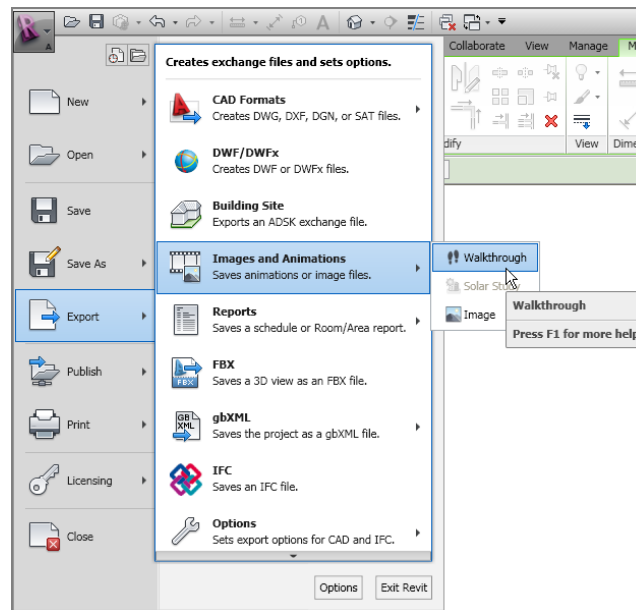 A
Collaborate View Manage M
Creates exchange files and sets options.
New
CAD Formats
Creates DWG, DXF, DGN, or SAT files.
dify View Dime
Open
DWF/DWFx
Creates DWF or DWFx files.
Save
Building Site
Exports an ADSK exchange file.
Save As
Images and Animations
Saves animations or image files.
Walkthrough
Solar Study
Image
Walkthrough
Press F1 for more help
Export
Reports
Saves a schedule or Room/Area report.
Publish
FBX
FBX
Saves a 3D view as an FBX file.
Print
GB
XML
gbXML
Saves the project as a gbXML file.
Licensing
IFC
Saves an IFC file.
Close
Options
Sets export options for CAD and IFC.
Options Exit Revit